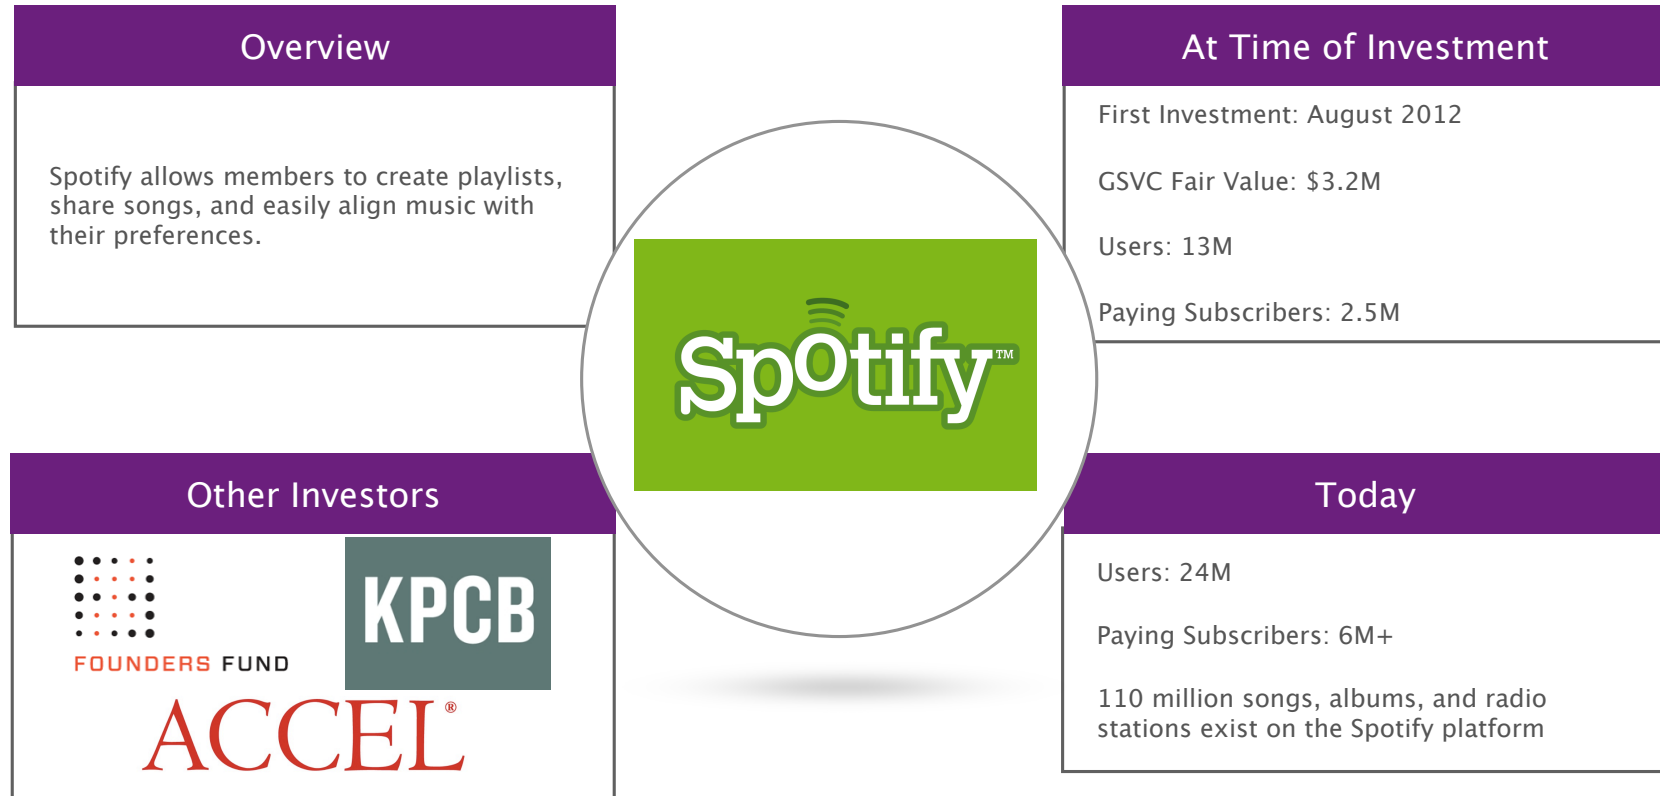 Overview
Spotify allows members to create playlists,
share songs, and easily align music with
their preferences.
At Time of Investment
First Investment: August 2012
GSVC Fair Value: $3.2M
Users: 13M
Paying Subscribers: 2.5M
Spotify™
Other Investors
FOUNDERS FUND
KPCB
ACCEL®
Today
Users: 24M
Paying Subscribers: 6M+
110 million songs, albums, and radio
stations exist on the Spotify platform